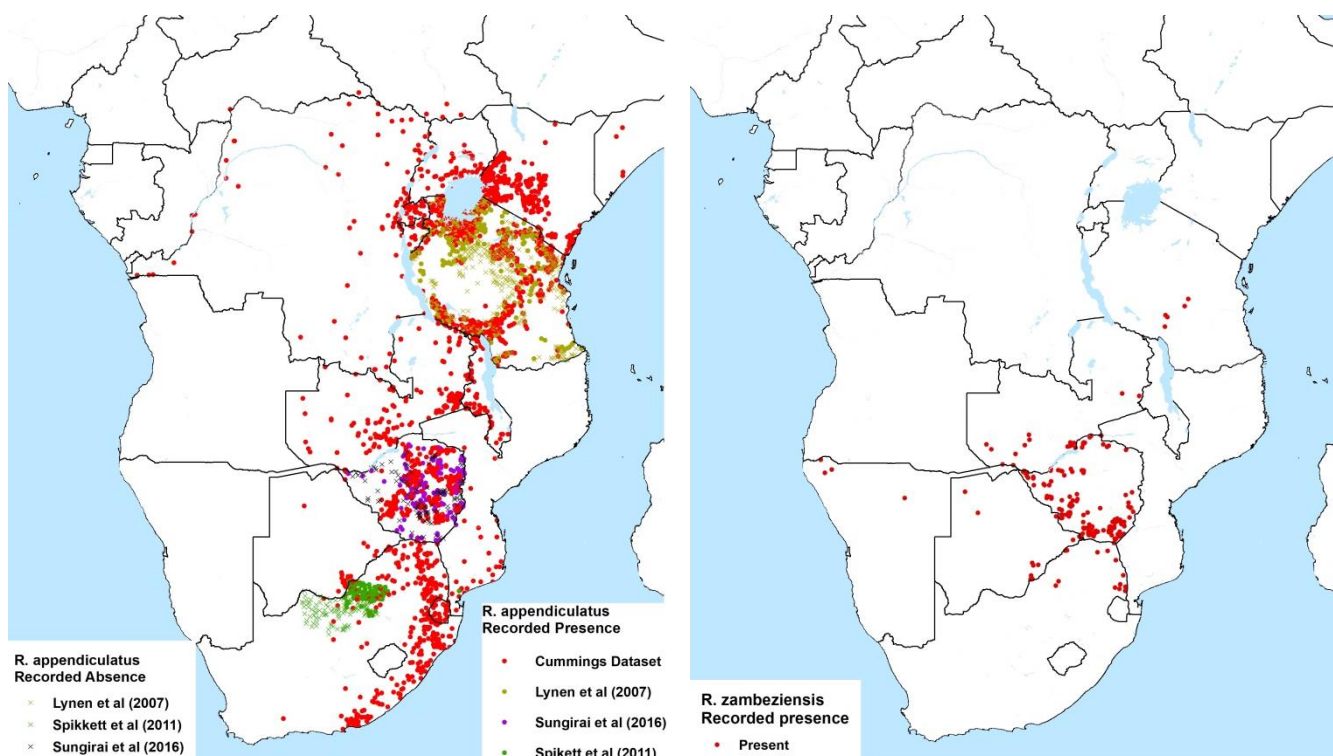 R. appendiculatus
Recorded Absence
Lynen et al (2007)
Spikkett et al (2011)
Sungirai et al (2016)
R. appendiculatus
Recorded Presence
Cummings Dataset
Lynen et al (2007)
Sungirai et al (2016)
Spikett et al (2011)
R. zambeziensis
Recorded presence
Present